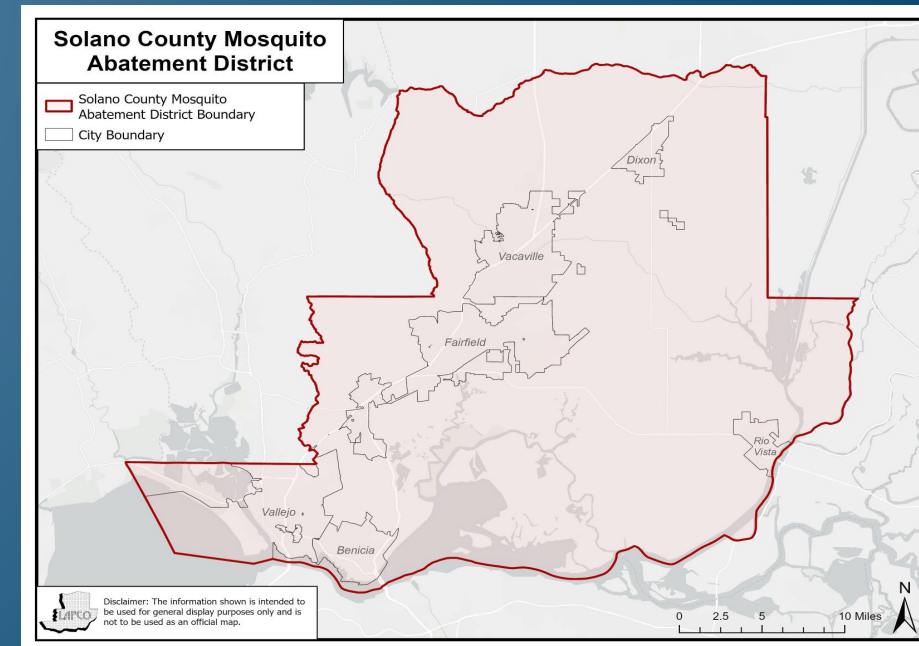 Solano County Mosquito
Abatement District
Solano County Mosquito
Abatement District Boundary
City Boundary
Dixon
Vacaville
Fairfield
Rio
Vista
Vallejo
Benicia
LAFCO
Disclaimer: The information shown is intended to
be used for general display purposes only and is
not to be used as an official map.
0 2.5 5 10 Miles
N